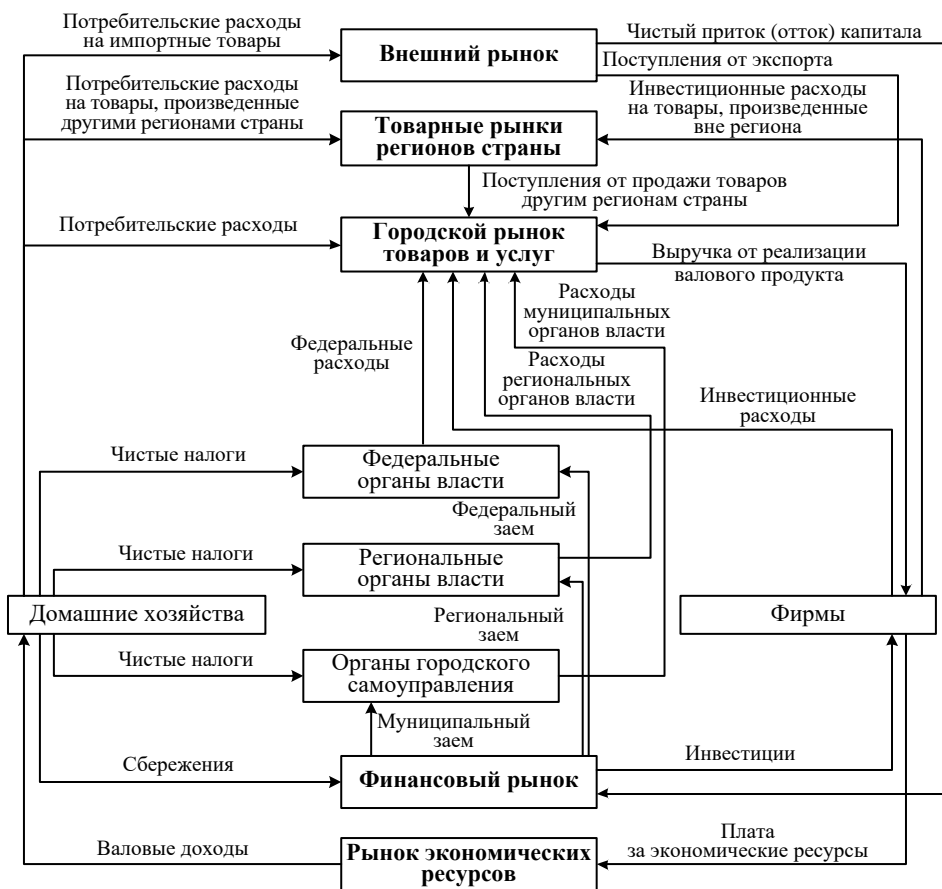 Потребительские расходы
на импортные товары
Внешний рынок
Чистый приток (отток) капитала
Поступления от экспорта
Потребительские расходы
на товары, произведенные
другими регионами страны
Товарные рынки
регионов страны
Инвестиционные расходы
на товары, произведенные
вне региона
Поступления от продажи товаров
другим регионам страны
Потребительские расходы
Городской рынок
товаров и услуг
Выручка от реализации
валового продукта
Расходы
муниципальных
органов власти
Федеральные
расходы
Расходы
региональных
органов власти
Инвестиционные
расходы
Чистые налоги
Федеральные
органы власти
Федеральный
заем
Чистые налоги
Региональные
органы власти
Домашние хозяйства
Региональный
заем
Фирмы
Чистые налоги
Органы городского
самоуправления
Муниципальный
заем
Сбережения
Финансовый рынок
Инвестиции
Валовые доходы
Рынок экономических
ресурсов
Плата
за экономические ресурсы